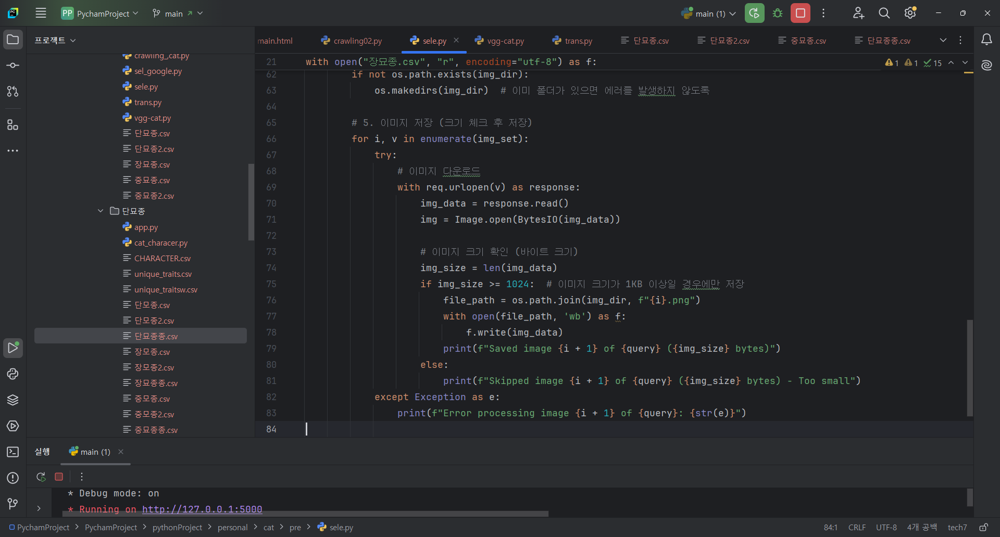 PP PychamProject main main (1)
프로젝트
main.html crawling02.py sele.py vgg-cat.py trans.py 단묘종.csv 단묘종2.csv 중묘종.csv 단묘종종.csv
crawling_cat.py
sel_google.py
sele.py
trans.py
vgg-cat.py
단묘종.csv
단묘종2.csv
장묘종.csv
중묘종.csv
중묘종2.csv
단묘종
app.py
cat_characer.py
CHARACTER.csv
unique_traits.csv
unique_traitsw.csv
단모종.csv
단모종2.csv
단묘종종.csv
장모종.csv
장모종2.csv
장묘종종.csv
중모종.csv
중모종2.csv
중묘종종.csv
21 with open("장묘종.csv", "r", encoding="utf-8") as f:
1 1 15
62 if not os.path.exists(img_dir):
63 os.makedirs(img_dir) # 이미 폴더가 있으면 에러를 발생하지 않도록
64
65 # 5. 이미지 저장 (크기 체크 후 저장)
66 for i, v in enumerate(img_set):
67 try:
68 # 이미지 다운로드
69 with req.urlopen(v) as response:
70 img_data = response.read()
71 img = Image.open(BytesIO(img_data))
72
73 # 이미지 크기 확인 (바이트 크기)
74 img_size = len(img_data)
75 if img_size >= 1024: # 이미지 크기가 1KB 이상일 경우에만 저장
76 file_path = os.path.join(img_dir, f"{i}.png")
77 with open(file_path, 'wb') as f:
78 f.write(img_data)
79 print(f"Saved image {i + 1} of {query} ({img_size} bytes)")
80 else:
81 print(f"Skipped image {i + 1} of {query} ({img_size} bytes) - Too small")
82 except Exception as e:
83 print(f"Error processing image {i + 1} of {query}: {str(e)}")
84
실행 main (1)
* Debug mode: on
* Running on http://127.0.0.1:5000
PychamProject > PychamProject > pythonProject > personal > cat > pre > sele.py 84:1 CRLF UTF-8 4개 공백 tech7